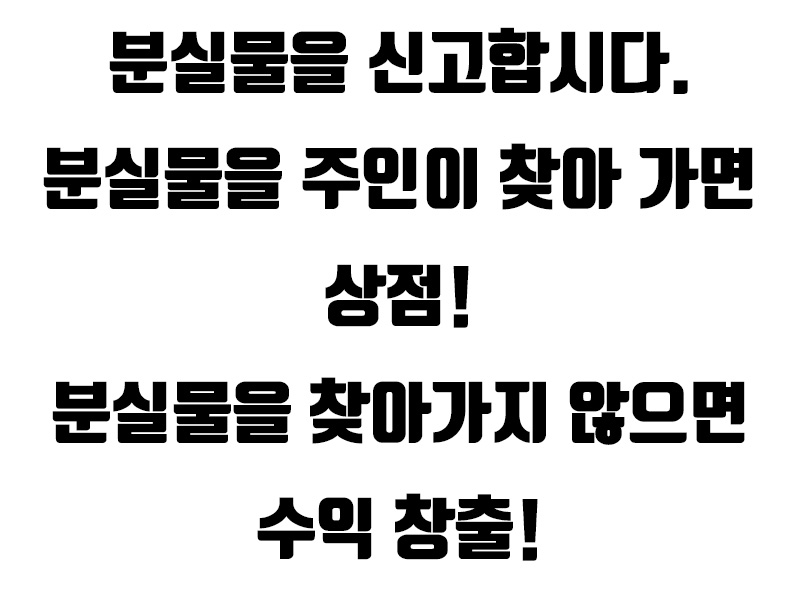 분실물을 신고합시다.
분실물을 주인이 찾아 가면
상점!
분실물을 찾아가지 않으면
수익 창출!